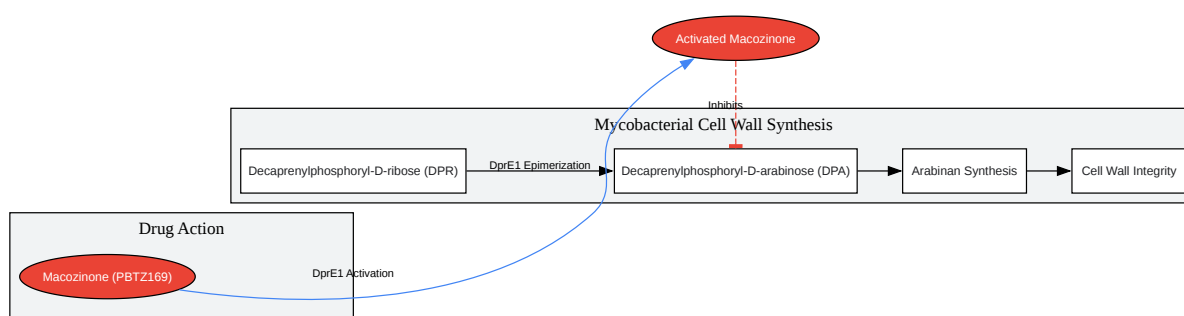 Activated Macozinone
Inhibits
Mycobacterial Cell Wall Synthesis
Decaprenylphosphoryl-D-ribose (DPR)
DprE1 Epimerization
Decaprenylphosphoryl-D-arabinose (DPA)
Arabinan Synthesis
Cell Wall Integrity
Drug Action
Macozinone (PBTZ169)
DprE1 Activation